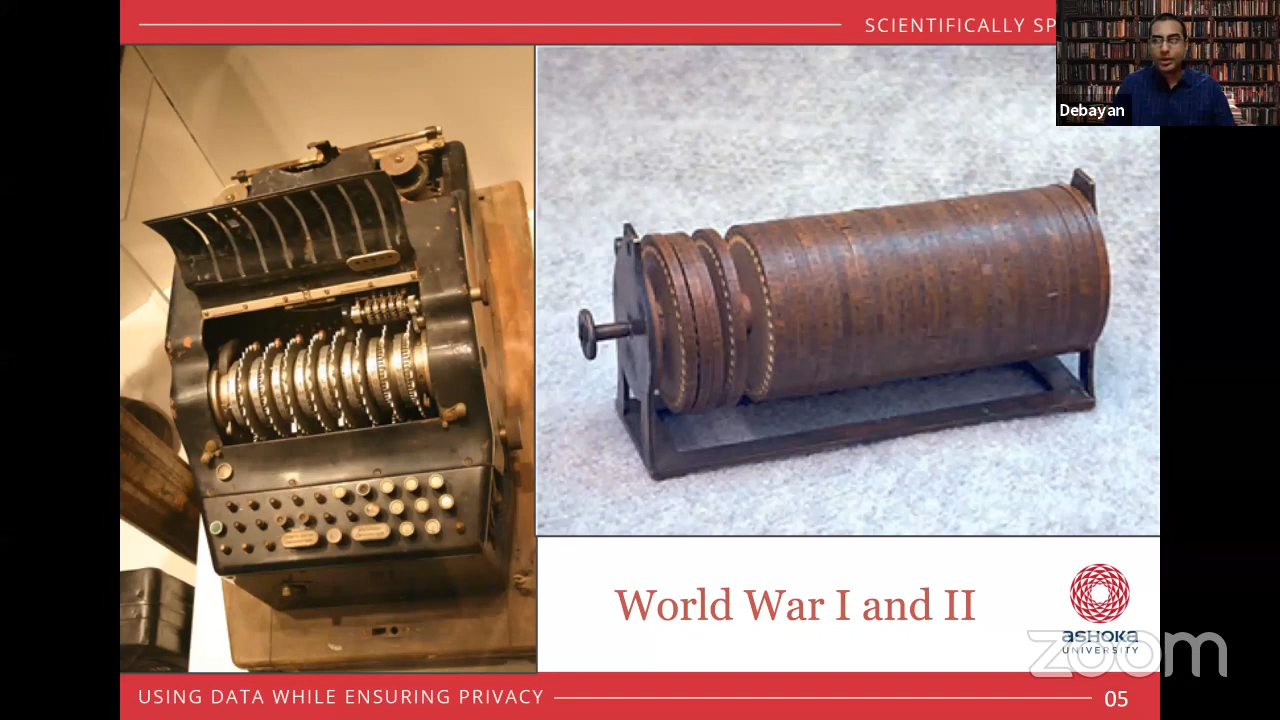 SCIENTIFICALLY SP
Debayan
World War I and II
ASHOKA
UNIVERSITY
zoom
USING DATA WHILE ENSURING PRIVACY
05